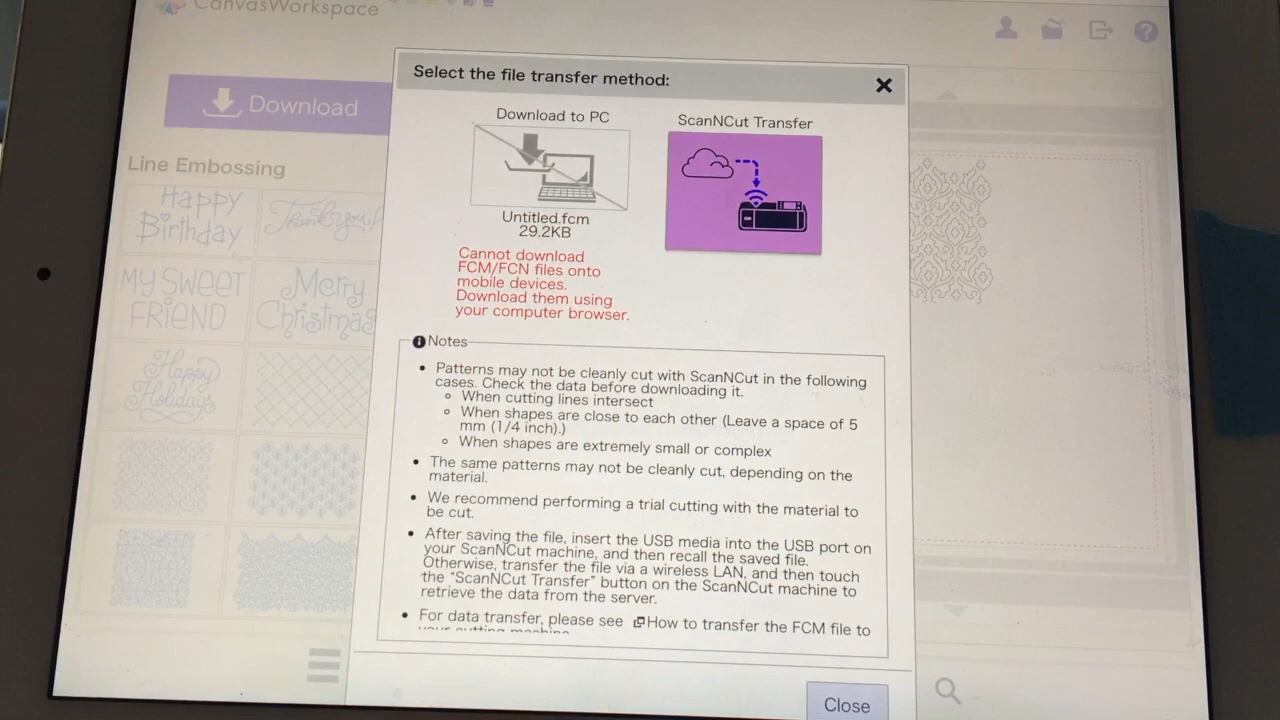 CanvasWorkspace
Select the file transfer method:
Download
Download to PC
ScanNCut Transfer
Untitled.fcm
29.2KB
Cannot download
FCM/FCN files onto
mobile devices.
Download them using
your computer browser.
Line Embossing
Happy
Birthday
Thank you!
MY SWEET
FRIEND
Merry
Christmas
Happy
Holidays
Notes
Patterns may not be cleanly cut with ScanNCut in the following
cases. Check the data before downloading it.
When cutting lines intersect
When shapes are close to each other (Leave a space of 5
mm (1/4 inch).)
When shapes are extremely small or complex
The same patterns may not be cleanly cut, depending on the
material.
We recommend performing a trial cutting with the material to
be cut.
After saving the file, insert the USB media into the USB port on
your ScanNCut machine, and then recall the saved file.
Otherwise, transfer the file via a wireless LAN, and then touch
the "ScanNCut Transfer" button on the ScanNCut machine to
retrieve the data from the server.
For data transfer, please see How to transfer the FCM file to
Close